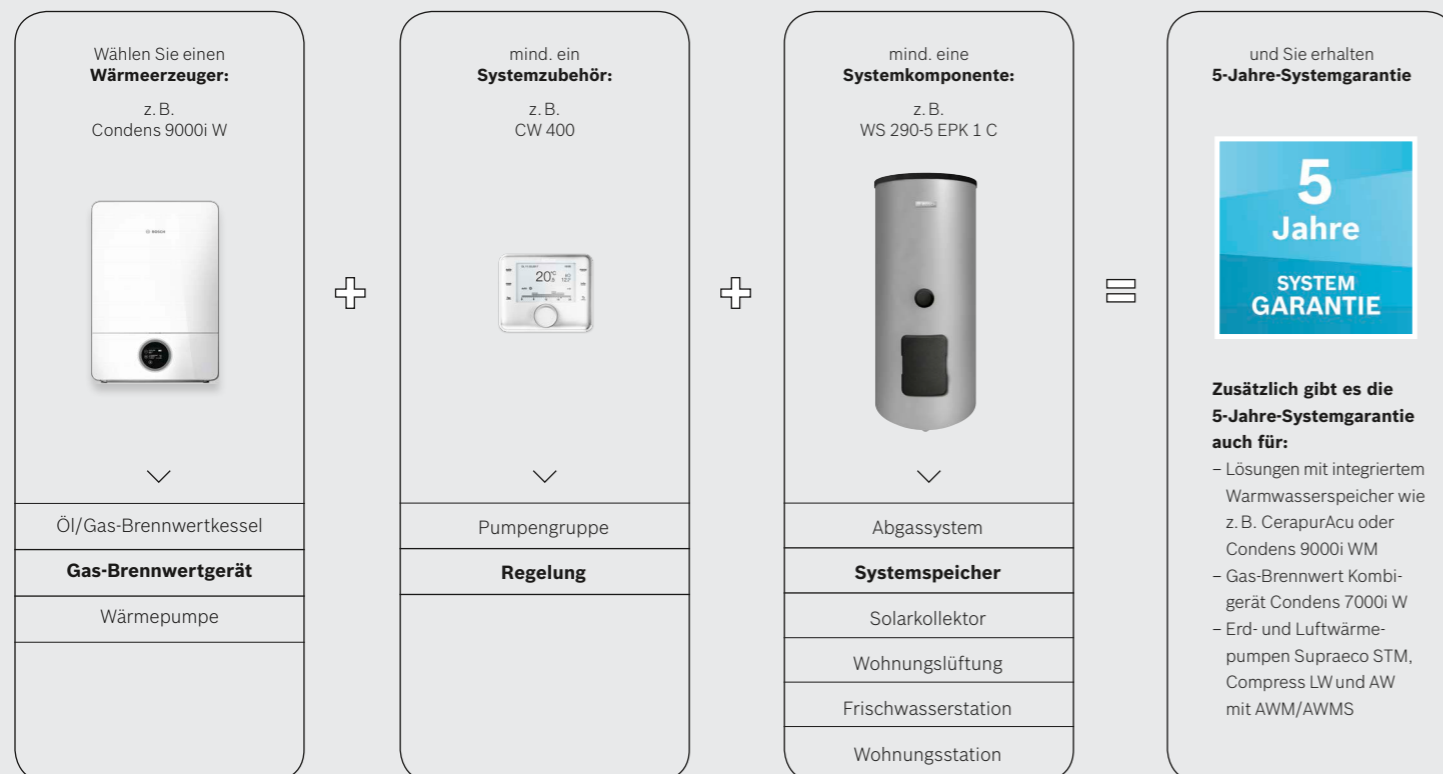 Wählen Sie einen
Wärmeerzeuger:
z. B.
Condens 9000i W
BOSCH
Öl/Gas-Brennwertkessel
Gas-Brennwertgerät
Wärmepumpe
mind. ein
Systemzubehör:
z. B.
CW 400
20
Pumpengruppe
Regelung
mind. eine
Systemkomponente:
z. B.
WS 290-5 EPK 1 C
Abgassystem
Systemspeicher
Solarkollektor
Wohnungslüftung
Frischwasserstation
Wohnungsstation
und Sie erhalten
5-Jahre-Systemgarantie
5
Jahre
SYSTEM
GARANTIE
Zusätzlich gibt es die
5-Jahre-Systemgarantie
auch für:
– Lösungen mit integriertem
Warmwasserspeicher wie
z. B. CerapurAcu oder
Condens 9000i WM
– Gas-Brennwert Kombi-
gerät Condens 7000i W
– Erd- und Luftwärme-
pumpen Supraeco STM,
Compress LW und AW
mit AWM/AWMS